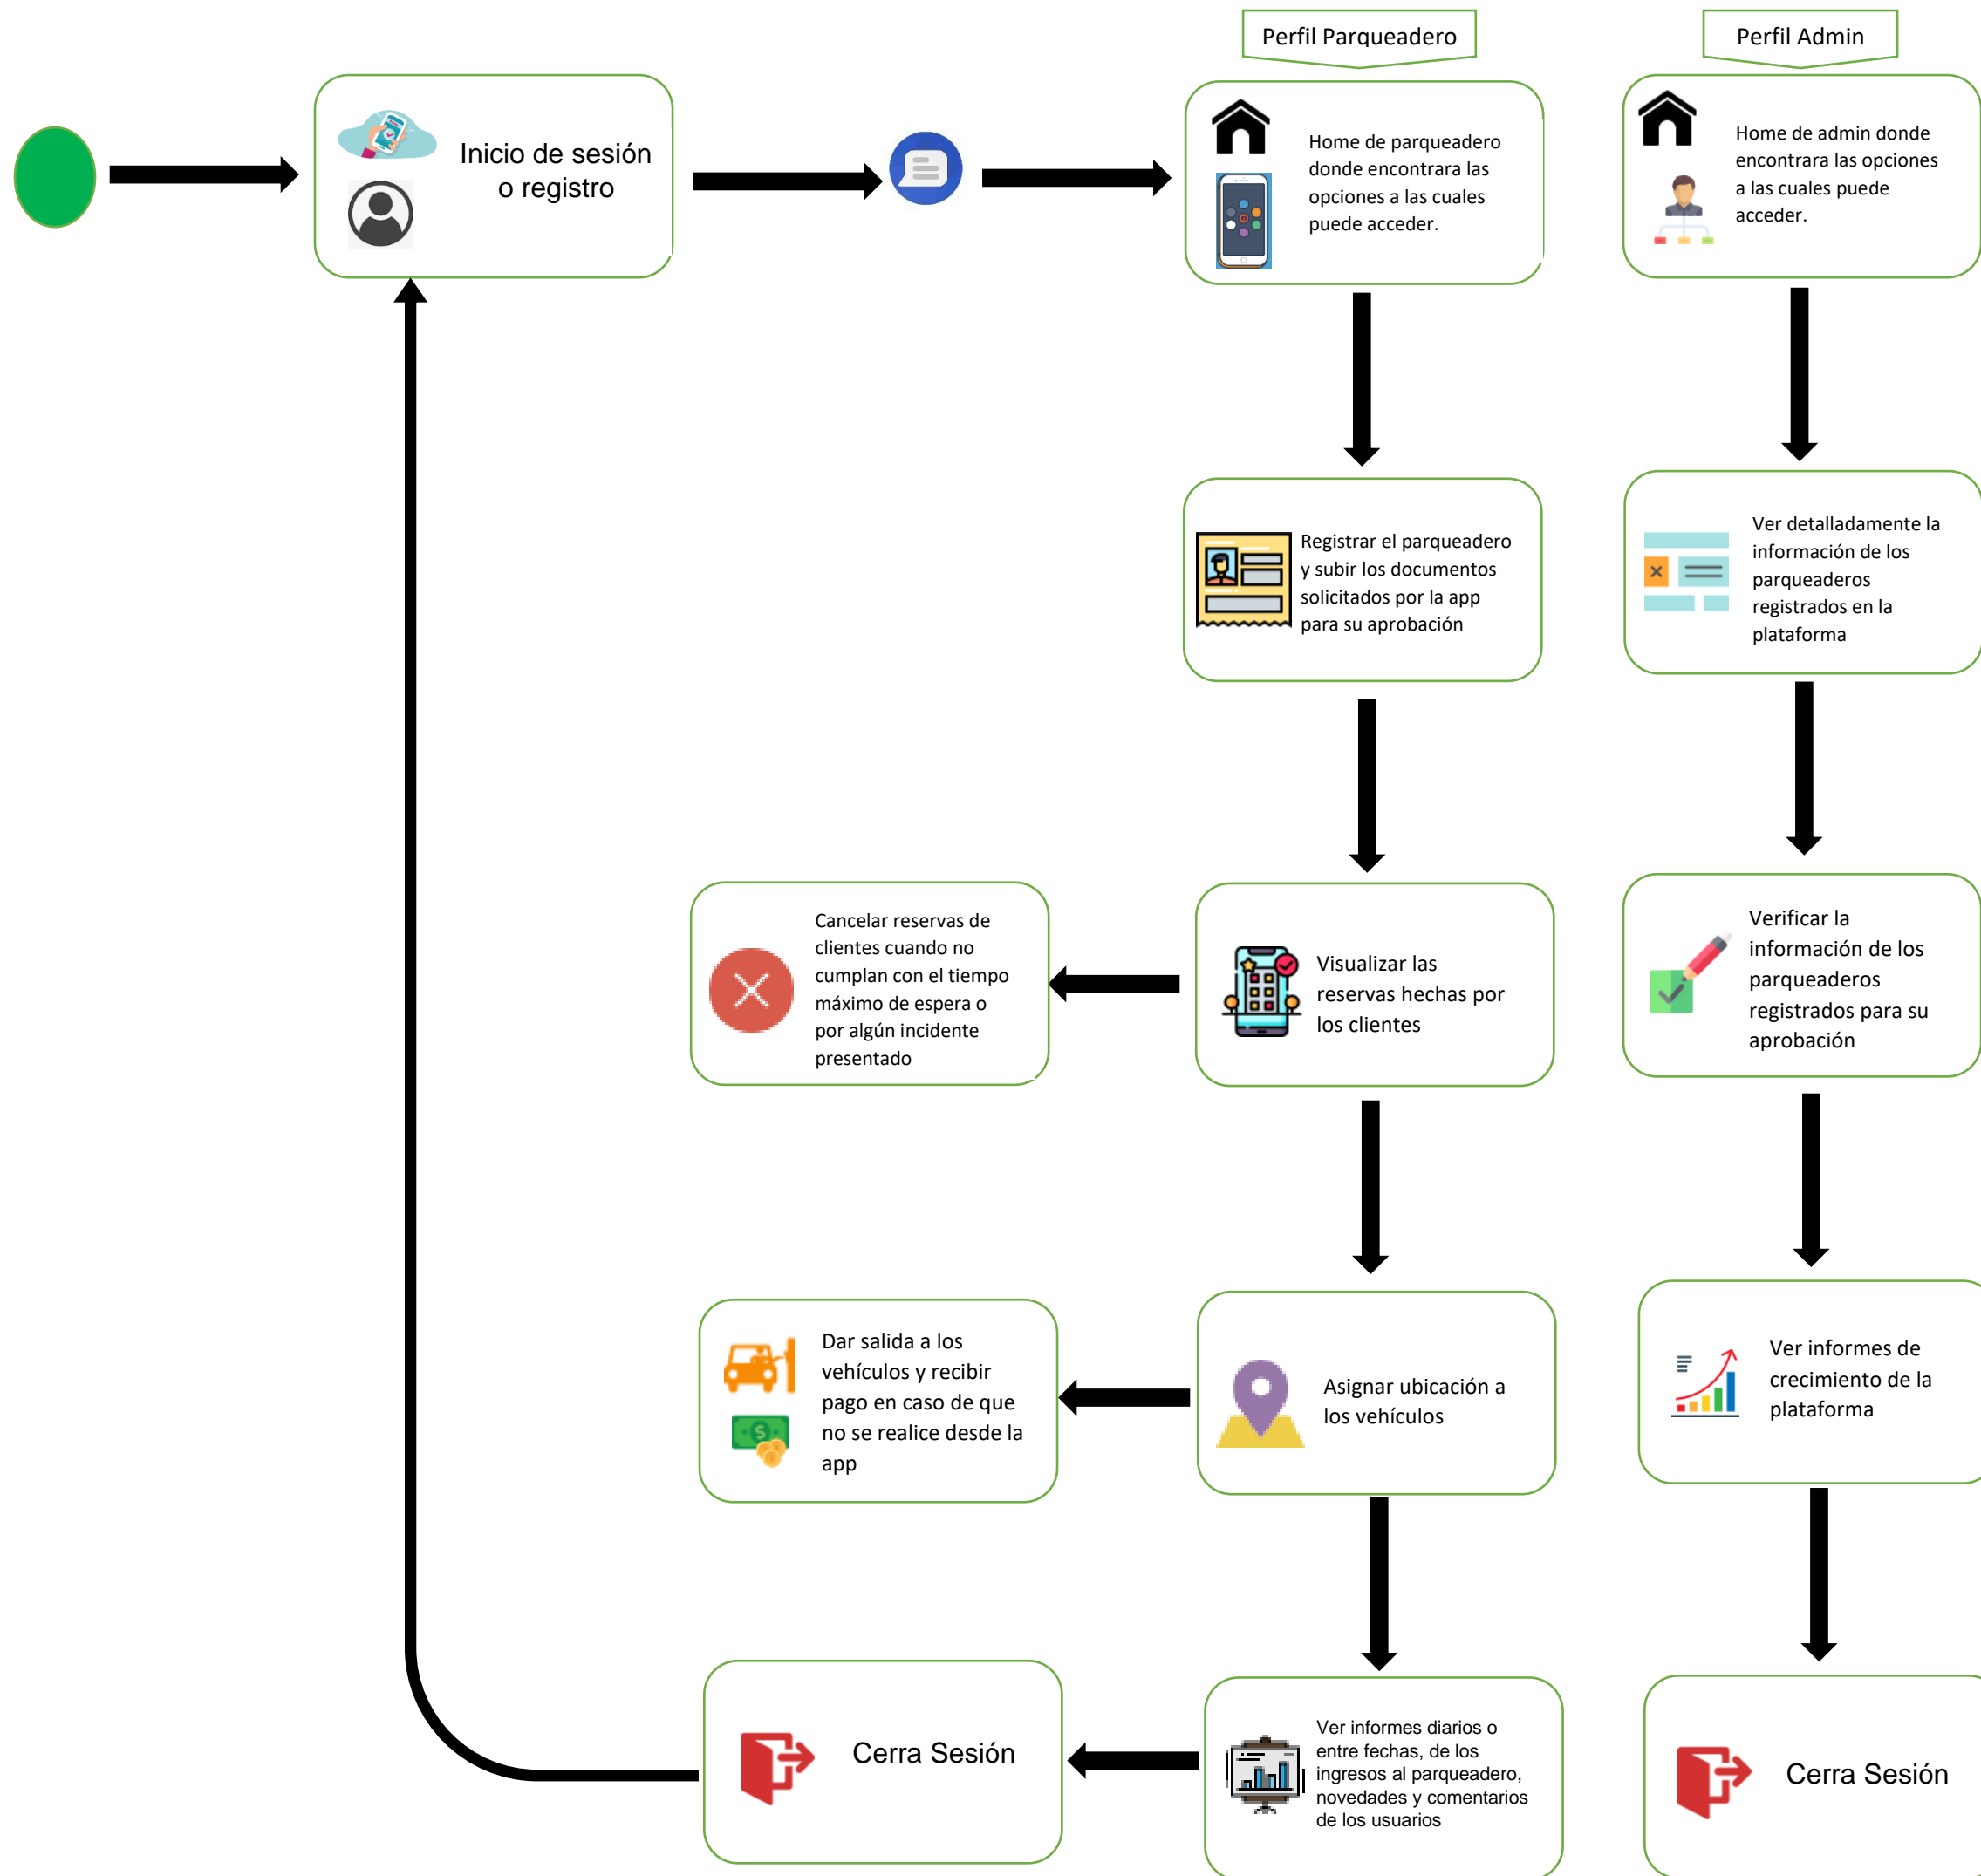 Perfil Parqueadero
Perfil Admin
Inicio de sesión
o registro
Home de parqueadero
donde encontrara las
opciones a las cuales
puede acceder.
Home de admin donde
encontrara las opciones
a las cuales puede
acceder.
Registrar el parqueadero
y subir los documentos
solicitados por la app
para su aprobación
Ver detalladamente la
información de los
parqueaderos
registrados en la
plataforma
Cancelar reservas de
clientes cuando no
cumplan con el tiempo
máximo de espera o
por algún incidente
presentado
Visualizar las
reservas hechas por
los clientes
Verificar la
información de los
parqueaderos
registrados para su
aprobación
Dar salida a los
vehículos y recibir
pago en caso de que
no se realice desde la
app
Asignar ubicación a
los vehículos
Ver informes de
crecimiento de la
plataforma
Cerra Sesión
Ver informes diarios o
entre fechas, de los
ingresos al parqueadero,
novedades y comentarios
de los usuarios
Cerra Sesión